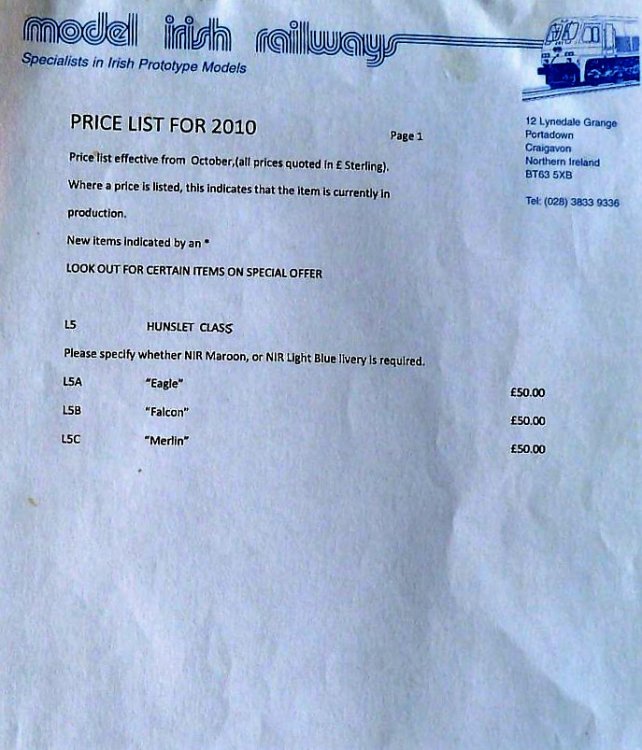 model irish railways
Specialists in Irish Prototype Models
12 Lynedale Grange
Portadown
Craigavon
Northern Ireland
BT63 5XB
Tel: (028) 3833 9336
PRICE LIST FOR 2010
Page 1
Price list effective from October,(all prices quoted in £ Sterling).
Where a price is listed, this indicates that the item is currently in
production.
New items indicated by an *
LOOK OUT FOR CERTAIN ITEMS ON SPECIAL OFFER
L5 HUNSLET CLASS
Please specify whether NIR Maroon, or NIR Light Blue livery is required.
L5A "Eagle" £50.00
L5B "Falcon" £50.00
L5C "Merlin" £50.00